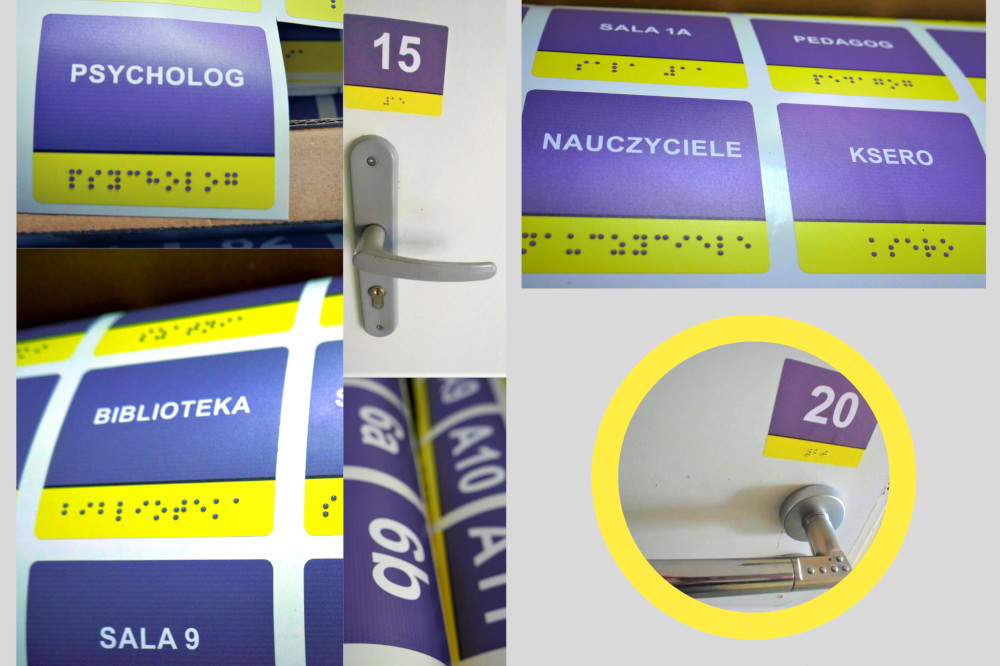 PSYCHOLOG
15
SALA 1A
PEDAGOG
NAUCZYCIELE
KSERO
BIBLIOTEKA
SALA 9
6a
6b
A10
A11
20